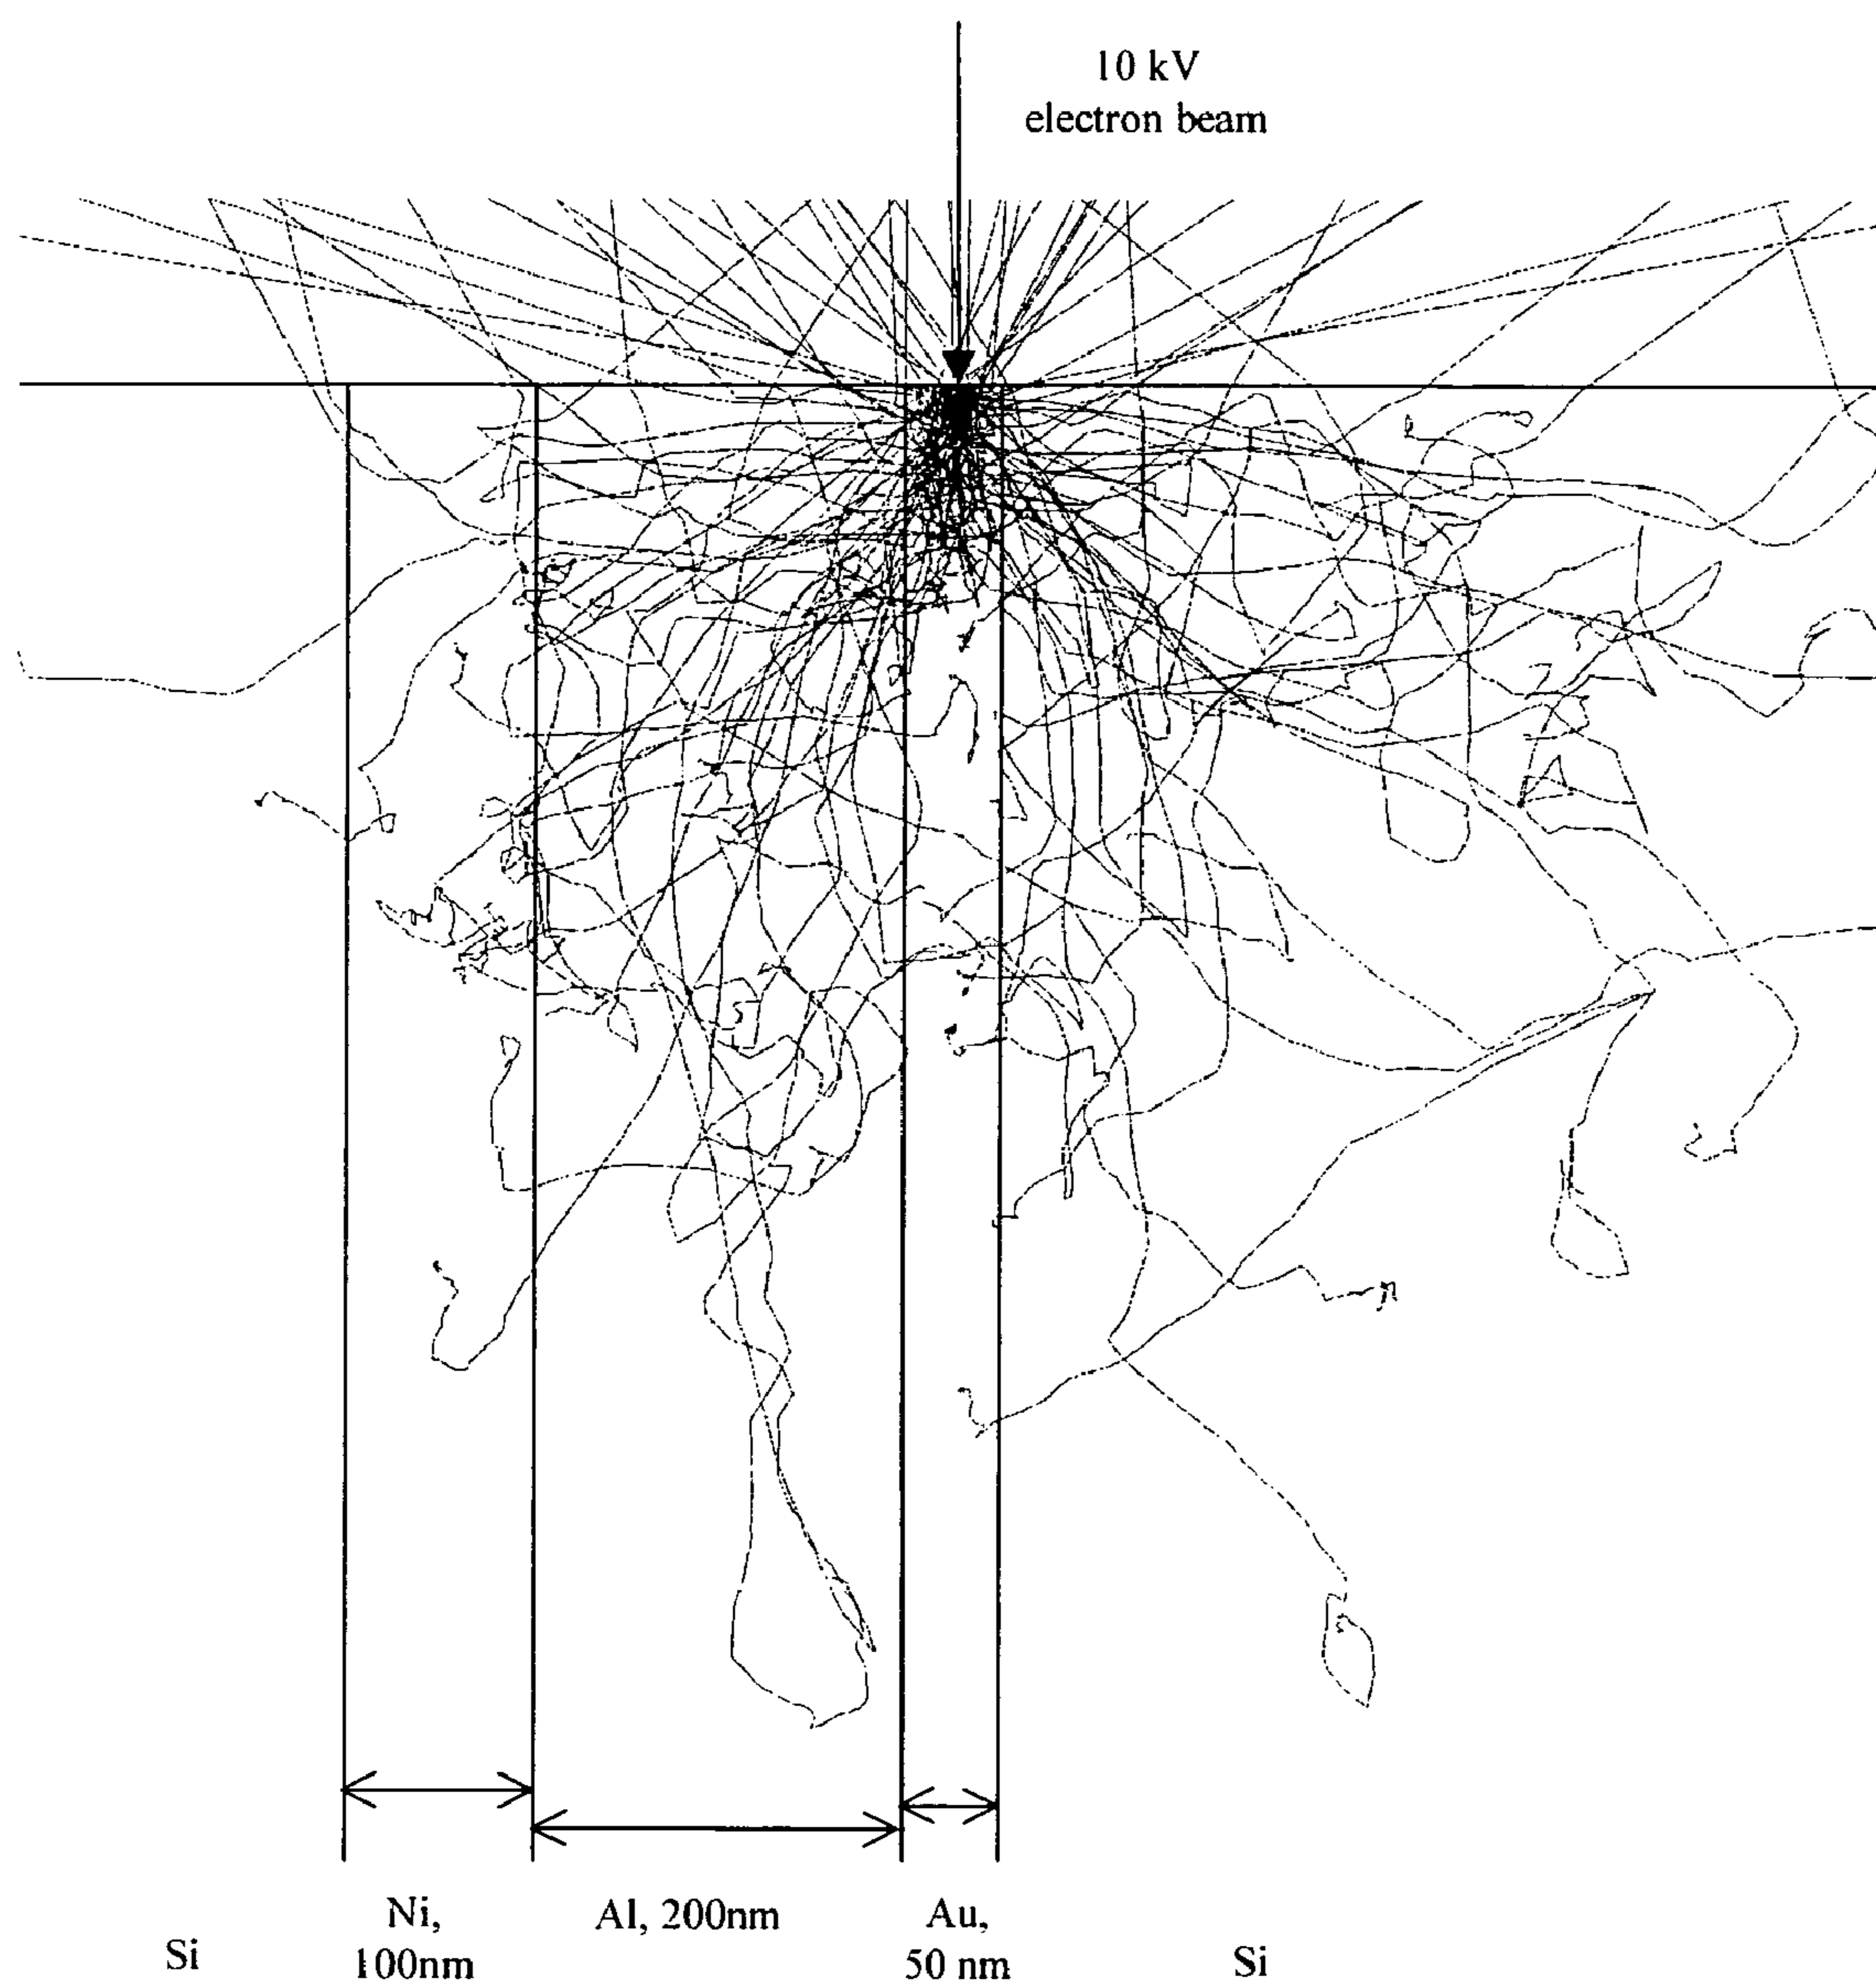 10 kV
electron beam
Si
Ni,
100nm
Al, 200nm
Au,
50 nm
Si